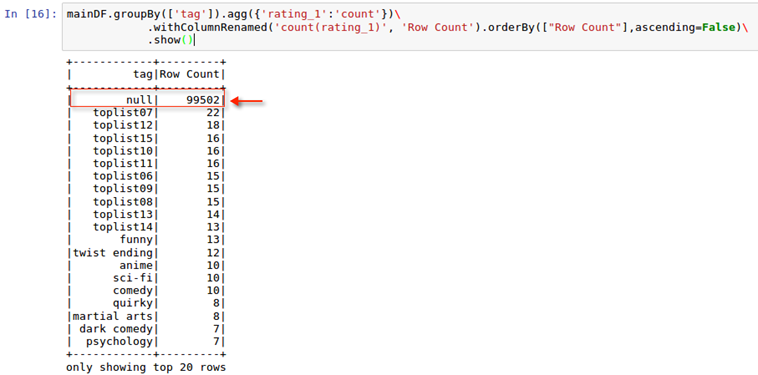 In [16]: mainDF.groupBy(['tag']).agg({'rating_1':'count'})\
.withColumnRenamed('count(rating_1)', 'Row Count').orderBy(["Row Count"],ascending=False)\
.show()
+------------+---------+
|         tag|Row Count|
+------------+---------+
|        null|    99502|
|   toplist07|       22|
|   toplist12|       18|
|   toplist15|       16|
|   toplist10|       16|
|   toplist11|       16|
|   toplist06|       15|
|   toplist09|       15|
|   toplist08|       15|
|   toplist13|       14|
|   toplist14|       13|
|       funny|       13|
|twist ending|       12|
|       anime|       10|
|      sci-fi|       10|
|      comedy|       10|
|      quirky|        8|
|martial arts|        8|
| dark comedy|        7|
|  psychology|        7|
+------------+---------+
only showing top 20 rows